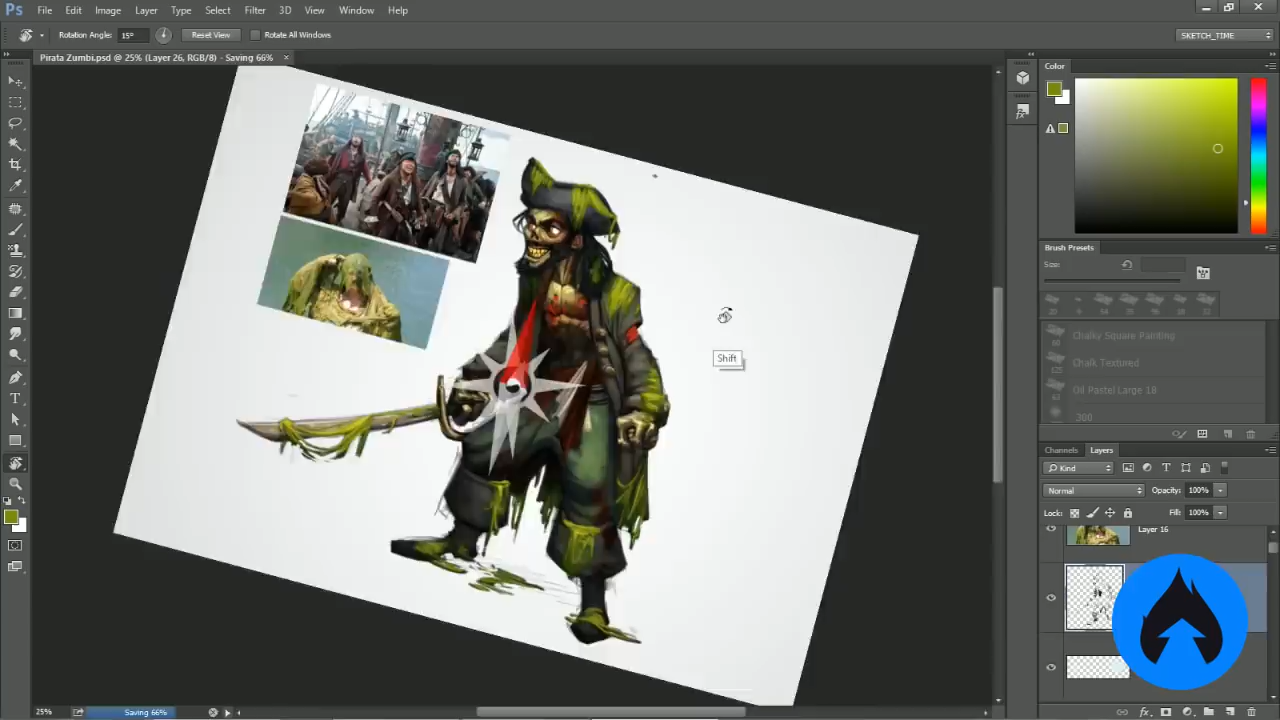 Ps File Edit Image Layer Type Select Filter 3D View Window Help
Rotation Angle: 15° Reset View Rotate All Windows SKETCH_TIME
Pirata Zumbi.psd @ 25% (Layer 26, RGB/8) - Saving 66% ×
Color
Brush Presets
Size:
Chalky Square Painting
Chalk Textured
Oil Pastel Large 18
300
Shift
Channels Layers
Kind
Normal Opacity: 100%
Lock: Fill: 100%
Layer 16
25% Saving 66%